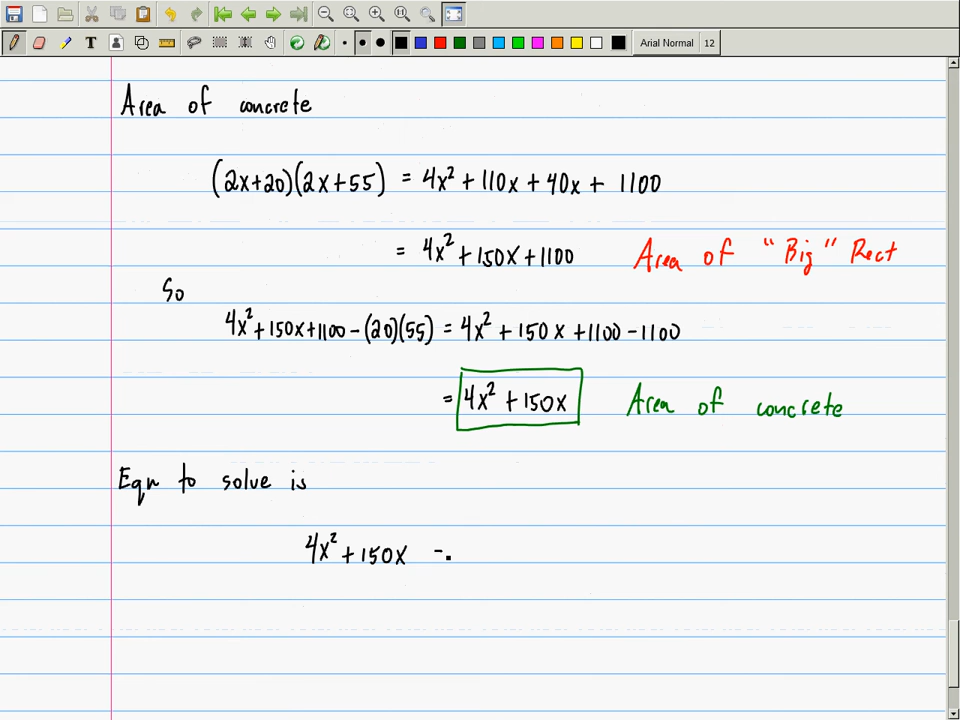 T Arial Normal 12
Area of concrete
(2x+20)(2x+55) = 4x² + 110x + 40x + 1100
= 4x² + 150x + 1100 Area of "Big" Rect
So
4x² + 150x + 1100 - (20)(55) = 4x² + 150x + 1100 - 1100
= 4x² + 150x Area of concrete
Eqn to solve is
4x² + 150x -